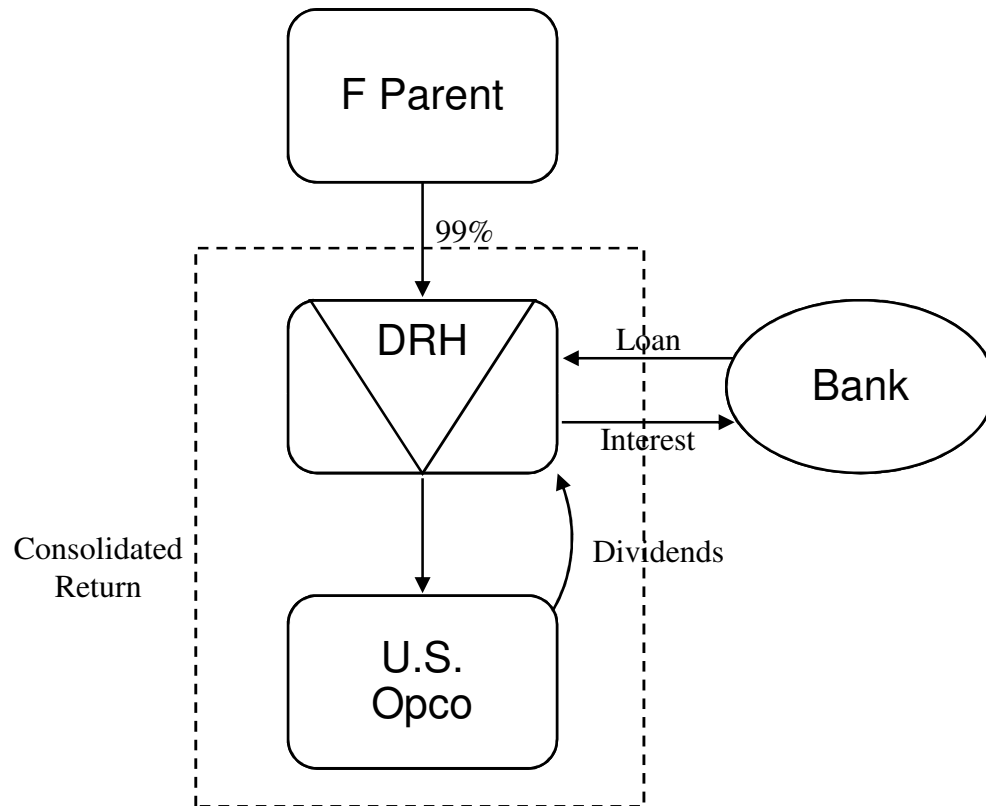 F Parent
99%
DRH
Loan
Bank
Interest
Consolidated
Return
Dividends
U.S.
Opco